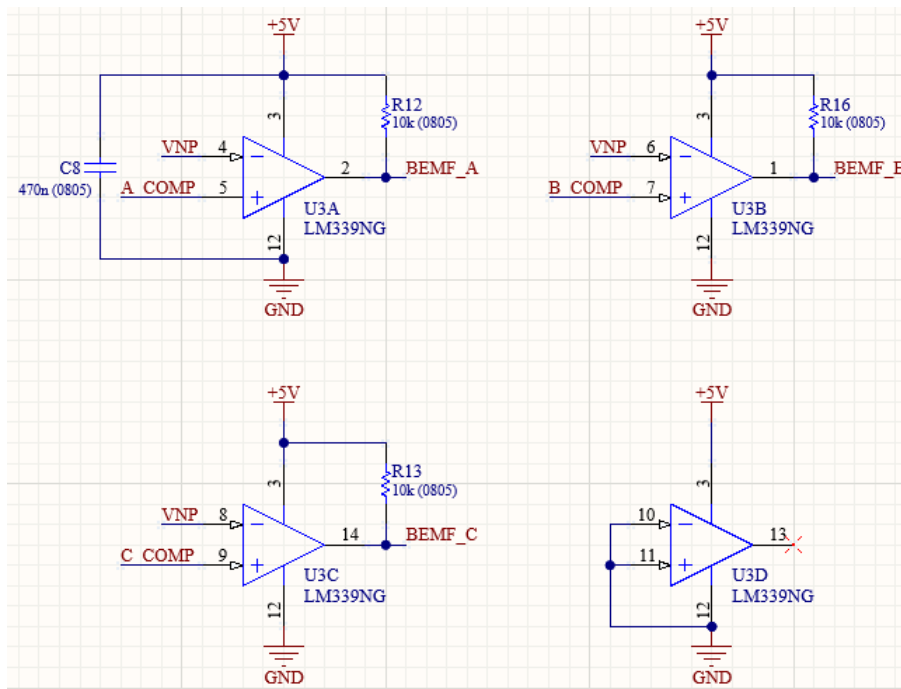 +5V
3
R12
10k (0805)
VNP 4
2 BEMF_A
C8
470n (0805)
A_COMP 5
U3A
LM339NG
12
GND
+5V
3
R16
10k (0805)
VNP 6
1 BEMF_B
B_COMP 7
U3B
LM339NG
12
GND
+5V
3
R13
10k (0805)
VNP 8
14 BEMF_C
C_COMP 9
U3C
LM339NG
12
GND
+5V
3
10
13
11
U3D
LM339NG
12
GND